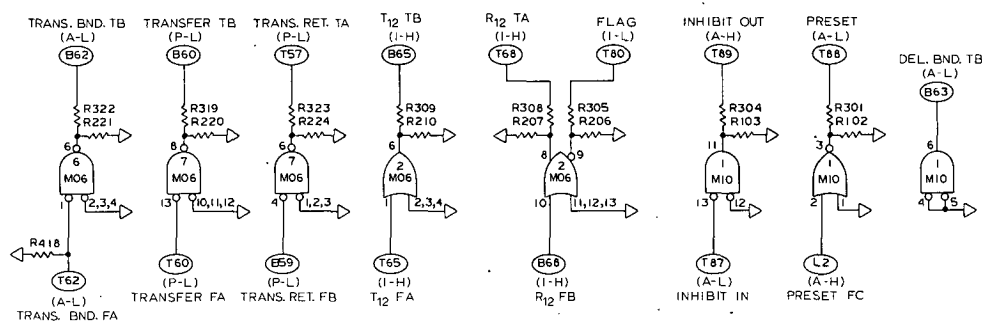 TRANS. BND. TB
(A-L)
B62
R322
R221
6
6
M06
1
2,3,4
R418
T62
(A-L)
TRANS. BND. FA
TRANSFER TB
(P-L)
B60
R319
R220
8
7
M06
13
10,11,12
T60
(P-L)
TRANSFER FA
TRANS. RET. TA
(P-L)
T57
R323
R224
6
7
M06
4
1,2,3
B59
(P-L)
TRANS. RET. FB
T12 TB
(I-H)
B65
R309
R210
6
2
M06
1
2,3,4
T65
(I-H)
T12 FA
R12 TA
(I-H)
T68
FLAG
(I-L)
T80
R308
R207
R305
R206
8
9
2
M06
10
11,12,13
B68
(I-H)
R12 FB
INHIBIT OUT
(A-H)
T89
R304
R103
11
1
M10
13
12
T87
(A-L)
INHIBIT IN
PRESET
(A-L)
T88
R301
R102
3
1
M10
2
1
L2
(A-H)
PRESET FC
DEL. BND. TB
(A-L)
B63
6
1
M10
4
5